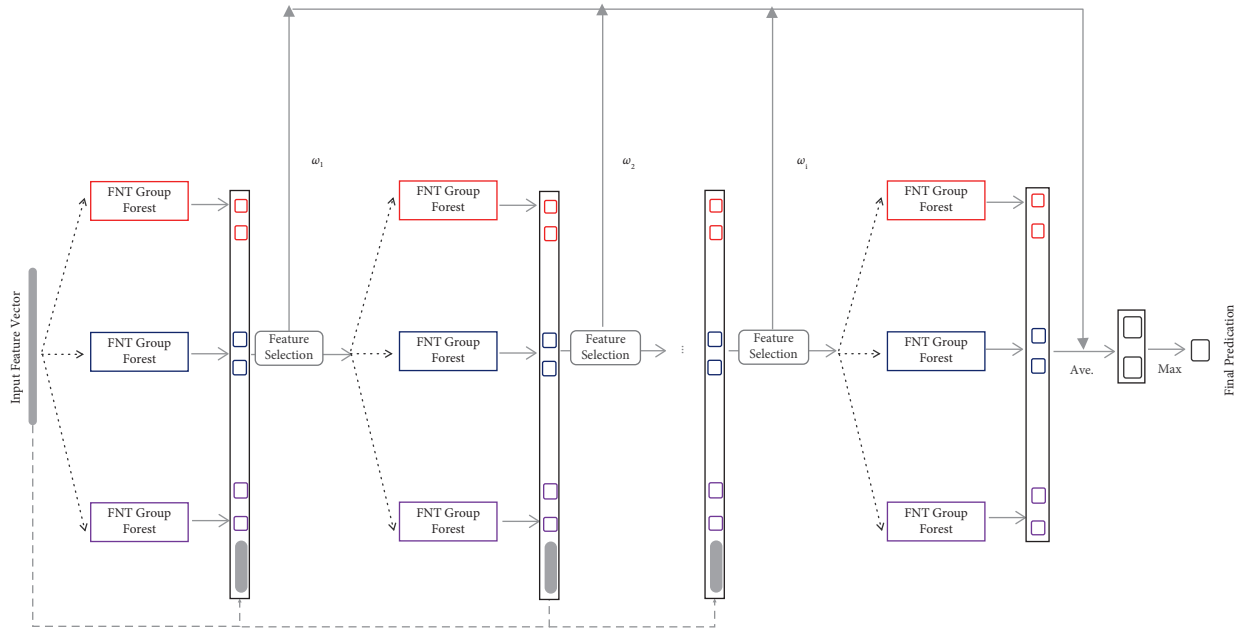 ω1
ω2
ωi
Input Feature Vector
FNT Group
Forest
FNT Group
Forest
FNT Group
Forest
Feature
Selection
FNT Group
Forest
FNT Group
Forest
FNT Group
Forest
Feature
Selection
...
Feature
Selection
FNT Group
Forest
FNT Group
Forest
FNT Group
Forest
Ave.
Max
Final Predication